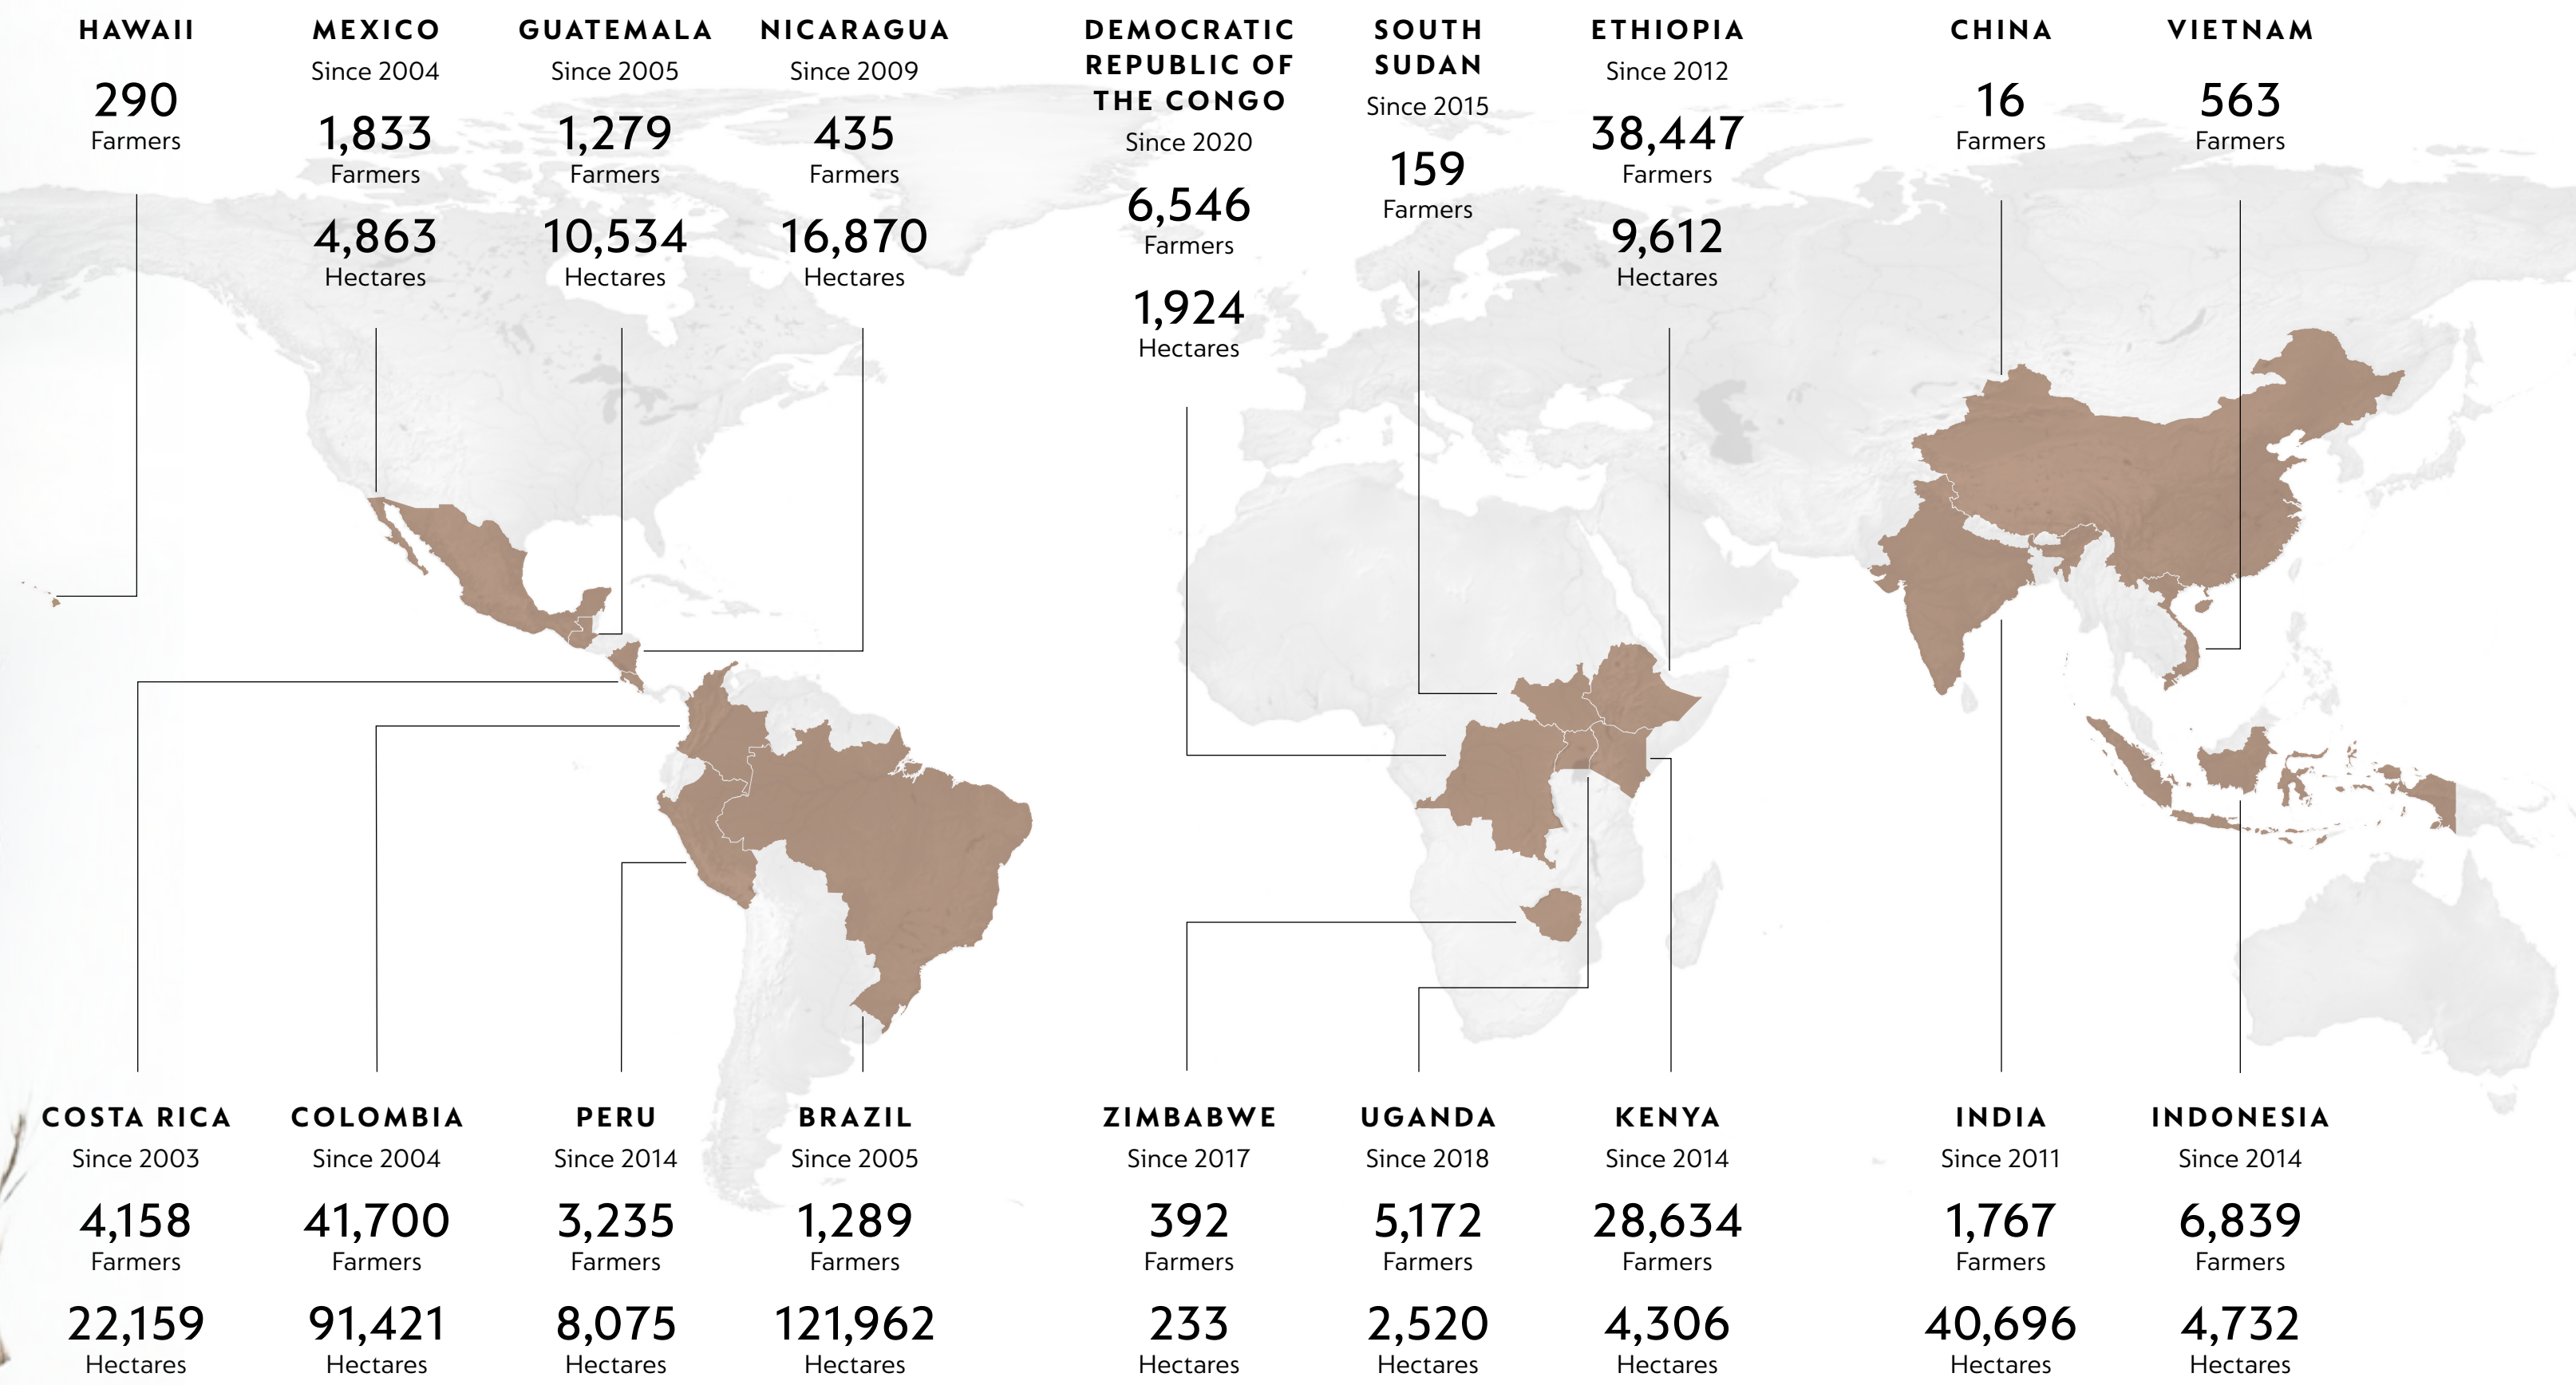 HAWAII
290
Farmers
MEXICO
Since 2004
1,833
Farmers
4,863
Hectares
GUATEMALA
Since 2005
1,279
Farmers
10,534
Hectares
NICARAGUA
Since 2009
435
Farmers
16,870
Hectares
DEMOCRATIC
REPUBLIC OF
THE CONGO
Since 2020
6,546
Farmers
1,924
Hectares
SOUTH
SUDAN
Since 2015
159
Farmers
ETHIOPIA
Since 2012
38,447
Farmers
9,612
Hectares
CHINA
16
Farmers
VIETNAM
563
Farmers
COSTA RICA
Since 2003
4,158
Farmers
22,159
Hectares
COLOMBIA
Since 2004
41,700
Farmers
91,421
Hectares
PERU
Since 2014
3,235
Farmers
8,075
Hectares
BRAZIL
Since 2005
1,289
Farmers
121,962
Hectares
ZIMBABWE
Since 2017
392
Farmers
233
Hectares
UGANDA
Since 2018
5,172
Farmers
2,520
Hectares
KENYA
Since 2014
28,634
Farmers
4,306
Hectares
INDIA
Since 2011
1,767
Farmers
40,696
Hectares
INDONESIA
Since 2014
6,839
Farmers
4,732
Hectares